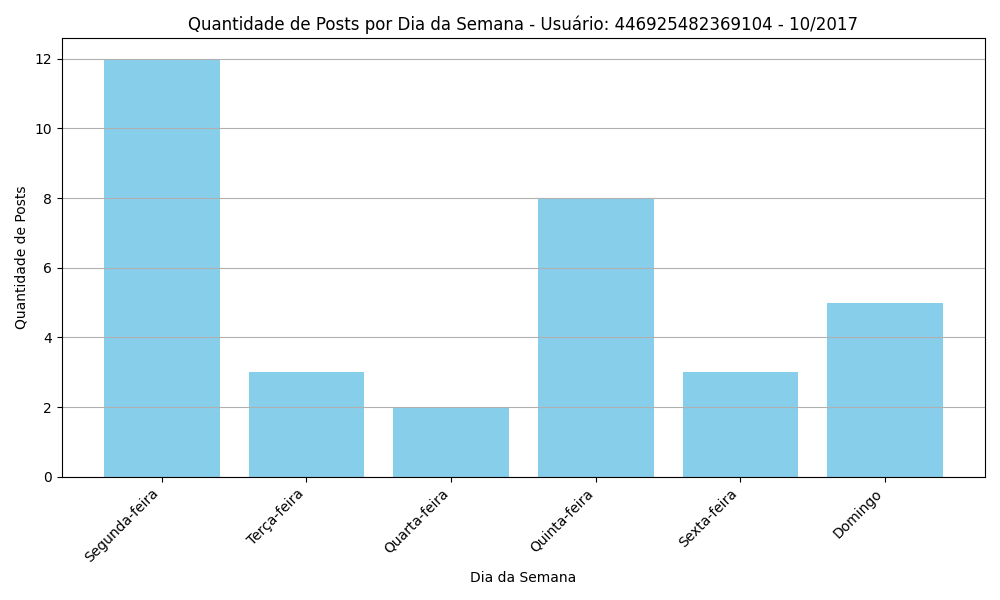 Quantidade de Posts por Dia da Semana - Usuário: 446925482369104 - 10/2017
Quantidade de Posts
12
10
8
6
4
2
0
Segunda-feira
Terça-feira
Quarta-feira
Quinta-feira
Sexta-feira
Domingo
Dia da Semana